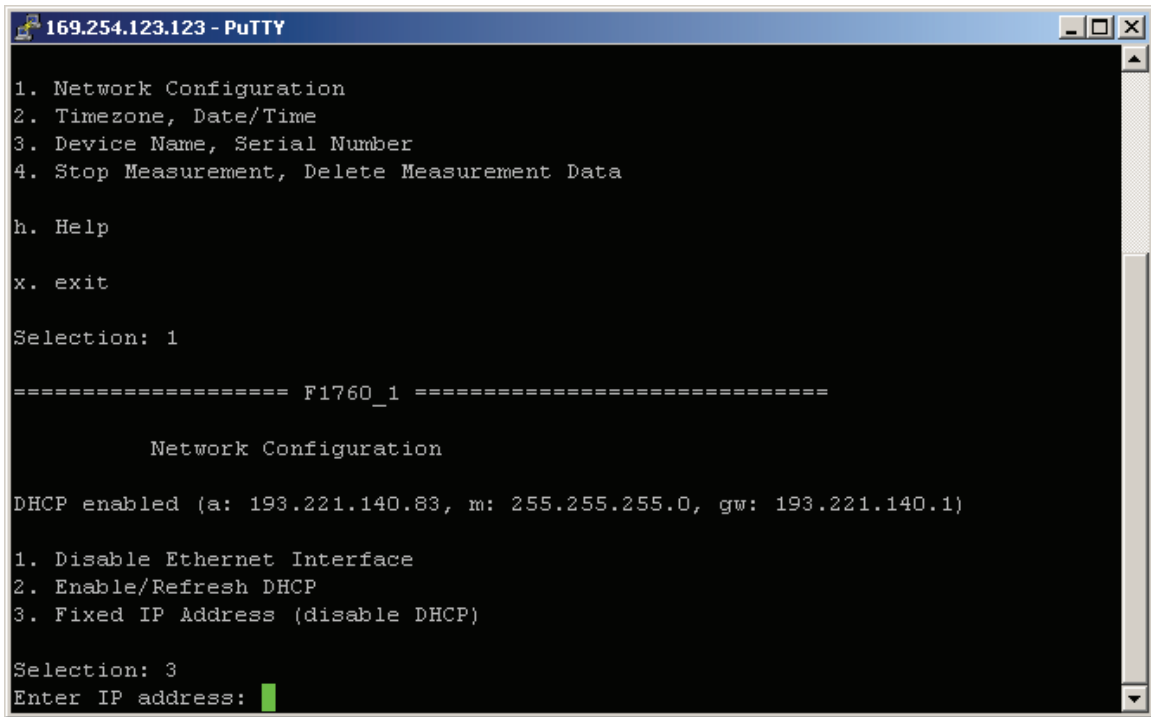 169.254.123.123 - PuTTY
1. Network Configuration
2. Timezone, Date/Time
3. Device Name, Serial Number
4. Stop Measurement, Delete Measurement Data
h. Help
x. exit
Selection: 1
==================== F1760_1 ==============================
Network Configuration
DHCP enabled (a: 193.221.140.83, m: 255.255.255.0, gw: 193.221.140.1)
1. Disable Ethernet Interface
2. Enable/Refresh DHCP
3. Fixed IP Address (disable DHCP)
Selection: 3
Enter IP address: